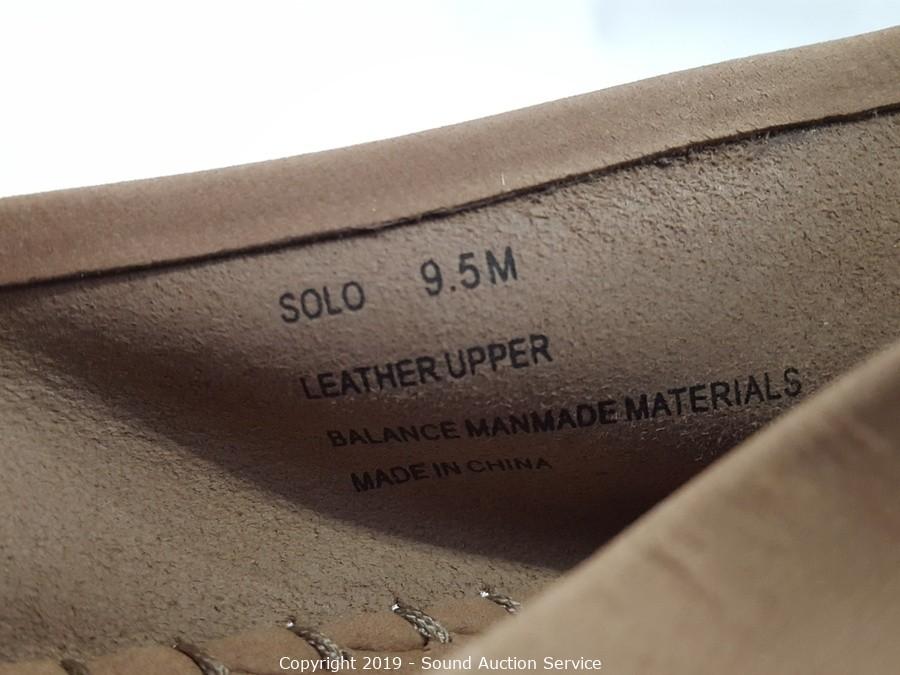 SOLO 9.5M
LEATHER UPPER
BALANCE MANMADE MATERIALS
MADE IN CHINA
Copyright 2019 - Sound Auction Service